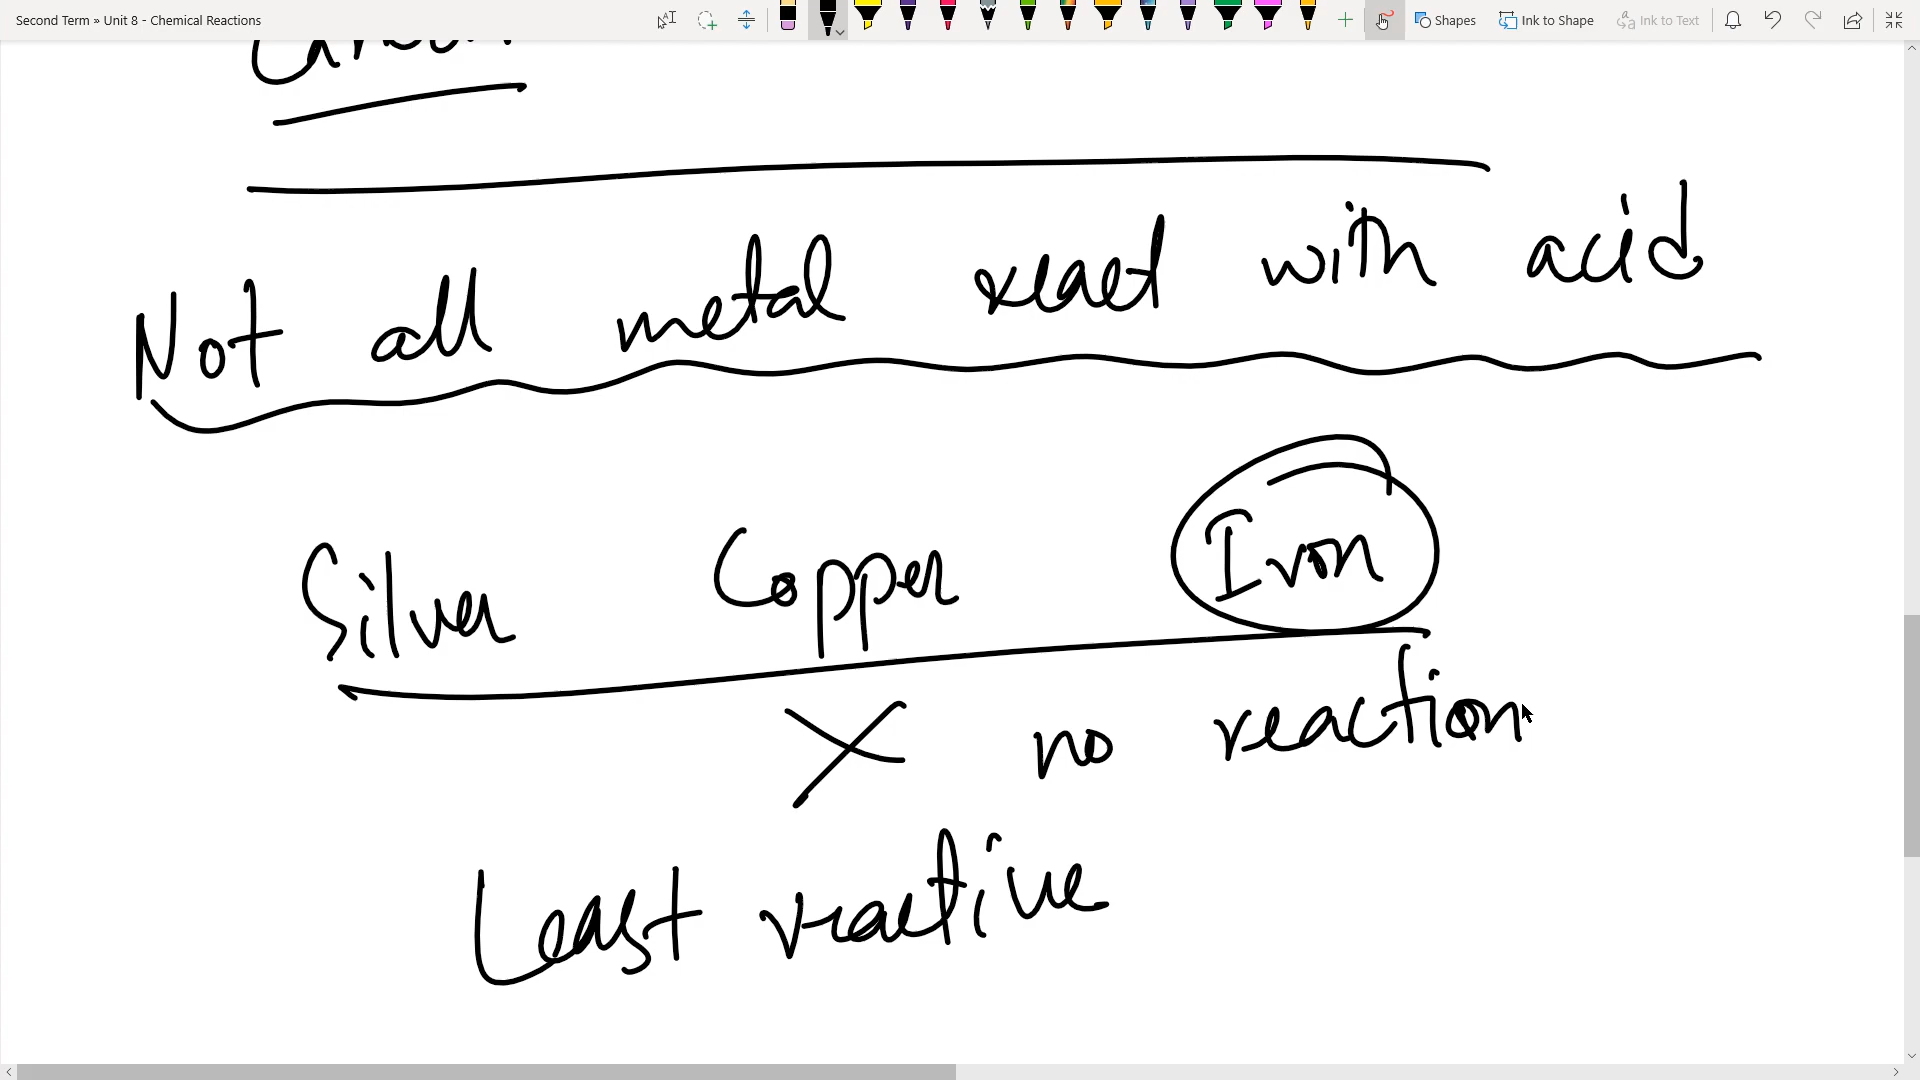 Second Term » Unit 8 - Chemical Reactions
Shapes Ink to Shape Ink to Text
Not all metal react with acid
Silver Copper Iron
X no reaction
Least reactive